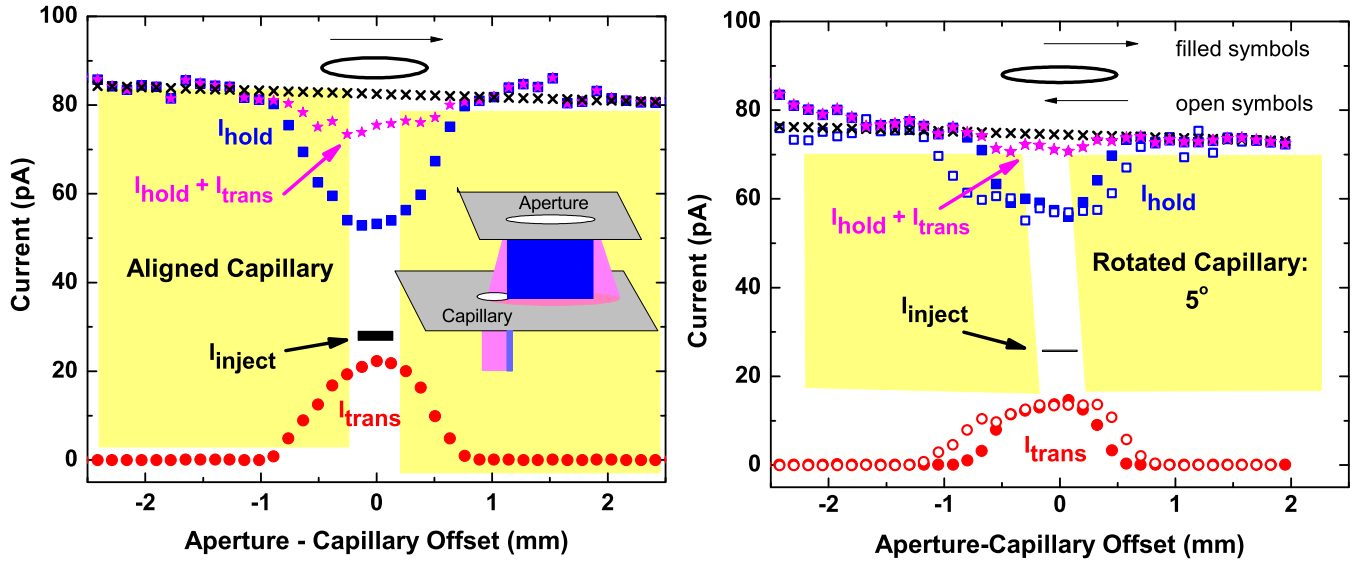 100
80
60
40
20
0
Current (pA)
-2
-1
0
1
2
Aperture - Capillary Offset (mm)
Ihold
Ihold + Itrans
Aligned Capillary
Iinject
Itrans
Aperture
Capillary
100
80
60
40
20
0
Current (pA)
-2
-1
0
1
2
Aperture-Capillary Offset (mm)
filled symbols
open symbols
Ihold + Itrans
Ihold
Rotated Capillary:
5o
Iinject
Itrans